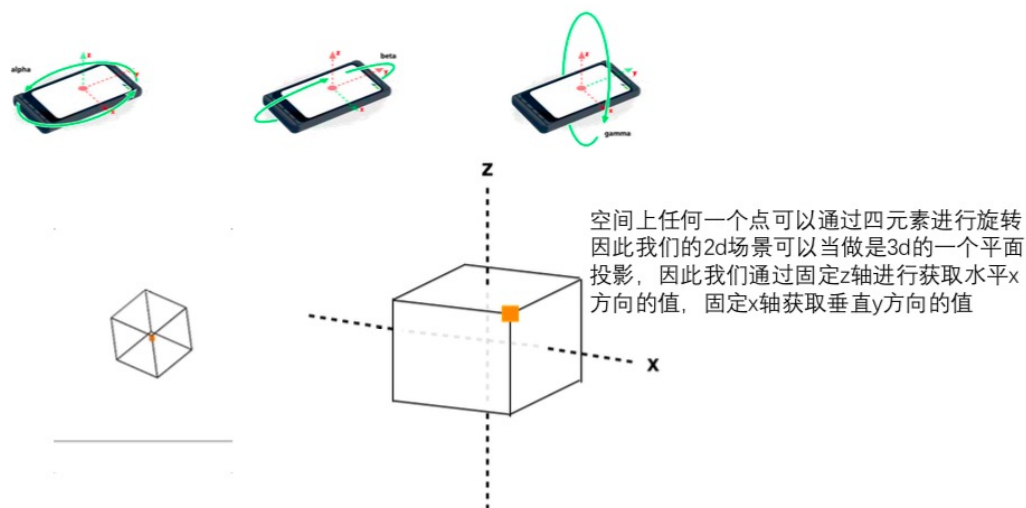 alpha
z
beta
z
z
y
gamma
Z
空间上任何一个点可以通过四元素进行旋转
因此我们的2d场景可以当做是3d的一个平面
投影，因此我们通过固定z轴进行获取水平x
方向的值，固定x轴获取垂直y方向的值
X